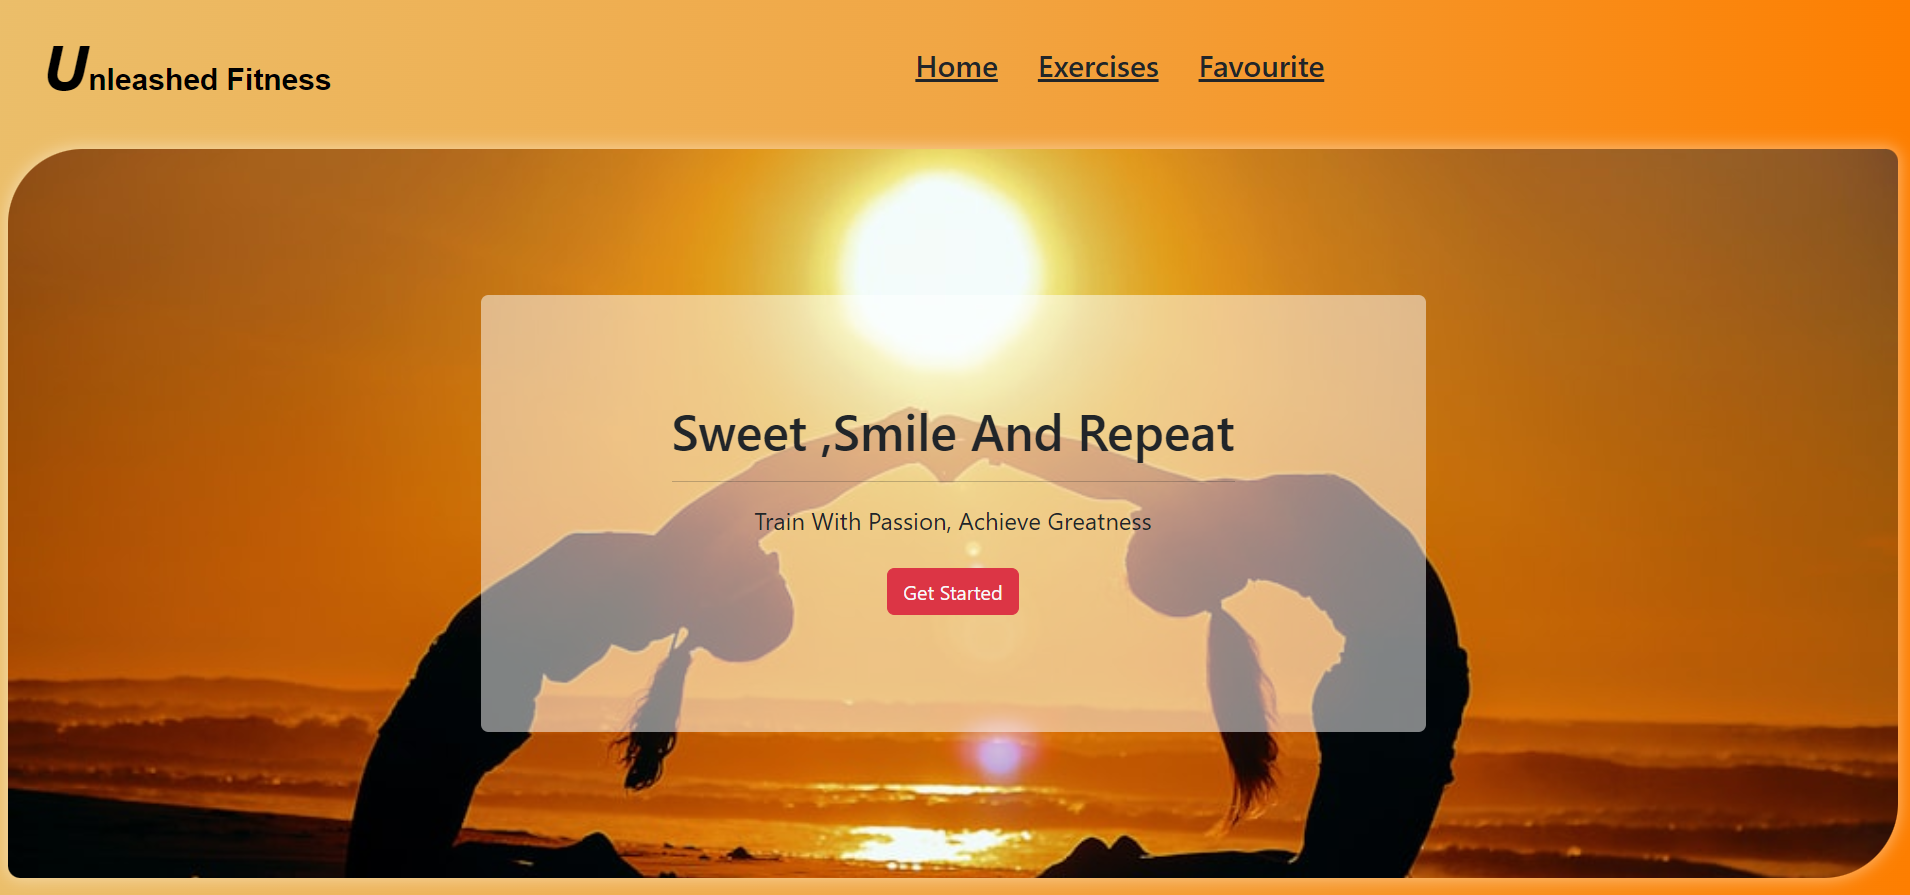 Unleashed Fitness
Home Exercises Favourite
Sweet ,Smile And Repeat
Train With Passion, Achieve Greatness
Get Started